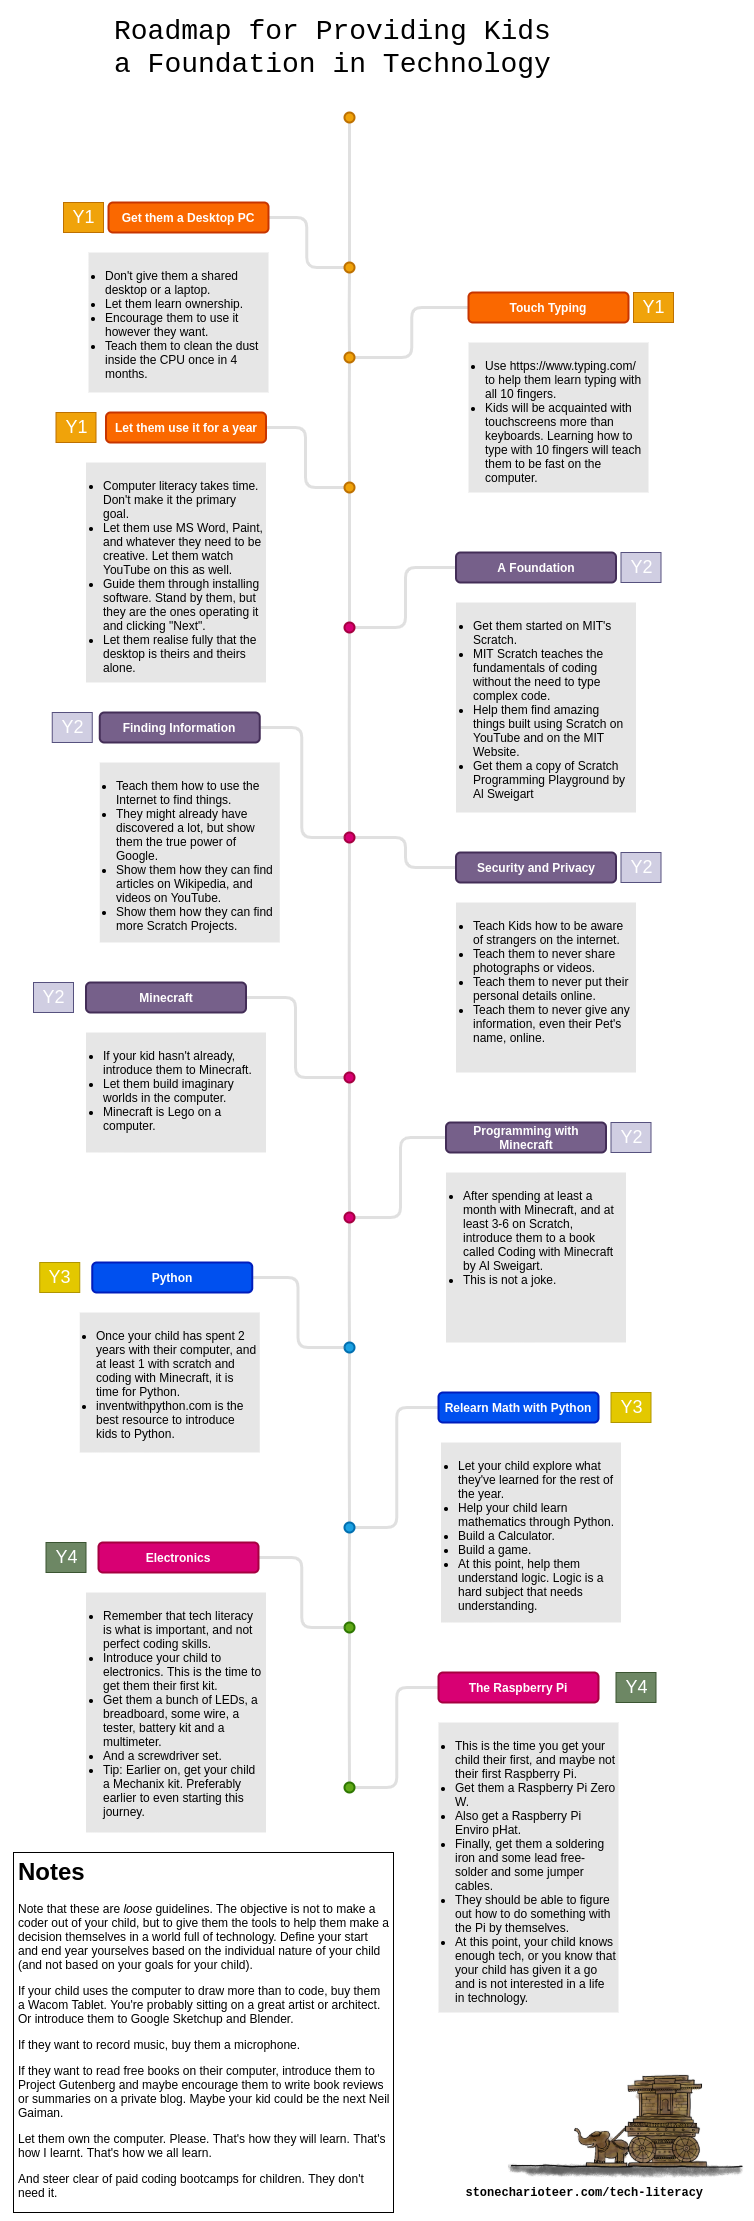 Roadmap for Providing Kids
a Foundation in Technology
Y1
Get them a Desktop PC
Don't give them a shared
desktop or a laptop.
Let them learn ownership.
Encourage them to use it
however they want.
Teach them to clean the dust
inside the CPU once in 4
months.
Touch Typing
Y1
Use https://www.typing.com/
to help them learn typing with
all 10 fingers.
Kids will be acquainted with
touchscreens more than
keyboards. Learning how to
type with 10 fingers will teach
them to be fast on the
computer.
Y1
Let them use it for a year
Computer literacy takes time.
Don't make it the primary
goal.
Let them use MS Word, Paint,
and whatever they need to be
creative. Let them watch
YouTube on this as well.
Guide them through installing
software. Stand by them, but
they are the ones operating it
and clicking "Next".
Let them realise fully that the
desktop is theirs and theirs
alone.
A Foundation
Y2
Get them started on MIT's
Scratch.
MIT Scratch teaches the
fundamentals of coding
without the need to type
complex code.
Help them find amazing
things built using Scratch on
YouTube and on the MIT
Website.
Get them a copy of Scratch
Programming Playground by
Al Sweigart
Y2
Finding Information
Teach them how to use the
Internet to find things.
They might already have
discovered a lot, but show
them the true power of
Google.
Show them how they can find
articles on Wikipedia, and
videos on YouTube.
Show them how they can find
more Scratch Projects.
Security and Privacy
Y2
Teach Kids how to be aware
of strangers on the internet.
Teach them to never share
photographs or videos.
Teach them to never put their
personal details online.
Teach them to never give any
information, even their Pet's
name, online.
Y2
Minecraft
If your kid hasn't already,
introduce them to Minecraft.
Let them build imaginary
worlds in the computer.
Minecraft is Lego on a
computer.
Programming with
Minecraft
Y2
After spending at least a
month with Minecraft, and at
least 3-6 on Scratch,
introduce them to a book
called Coding with Minecraft
by Al Sweigart.
This is not a joke.
Y3
Python
Once your child has spent 2
years with their computer, and
at least 1 with scratch and
coding with Minecraft, it is
time for Python.
inventwithpython.com is the
best resource to introduce
kids to Python.
Relearn Math with Python
Y3
Let your child explore what
they've learned for the rest of
the year.
Help your child learn
mathematics through Python.
Build a Calculator.
Build a game.
At this point, help them
understand logic. Logic is a
hard subject that needs
understanding.
Y4
Electronics
Remember that tech literacy
is what is important, and not
perfect coding skills.
Introduce your child to
electronics. This is the time to
get them their first kit.
Get them a bunch of LEDs, a
breadboard, some wire, a
tester, battery kit and a
multimeter.
And a screwdriver set.
Tip: Earlier on, get your child
a Mechanix kit. Preferably
earlier to even starting this
journey.
The Raspberry Pi
Y4
This is the time you get your
child their first, and maybe not
their first Raspberry Pi.
Get them a Raspberry Pi Zero
W.
Also get a Raspberry Pi
Enviro pHat.
Finally, get them a soldering
iron and some lead free-
solder and some jumper
cables.
They should be able to figure
out how to do something with
the Pi by themselves.
At this point, your child knows
enough tech, or you know that
your child has given it a go
and is not interested in a life
in technology.
Notes
Note that these are loose guidelines. The objective is not to make a
coder out of your child, but to give them the tools to help them make a
decision themselves in a world full of technology. Define your start
and end year yourselves based on the individual nature of your child
(and not based on your goals for your child).
If your child uses the computer to draw more than to code, buy them
a Wacom Tablet. You're probably sitting on a great artist or architect.
Or introduce them to Google Sketchup and Blender.
If they want to record music, buy them a microphone.
If they want to read free books on their computer, introduce them to
Project Gutenberg and maybe encourage them to write book reviews
or summaries on a private blog. Maybe your kid could be the next Neil
Gaiman.
Let them own the computer. Please. That's how they will learn. That's
how I learnt. That's how we all learn.
And steer clear of paid coding bootcamps for children. They don't
need it.
stonecharioteer.com/tech-literacy